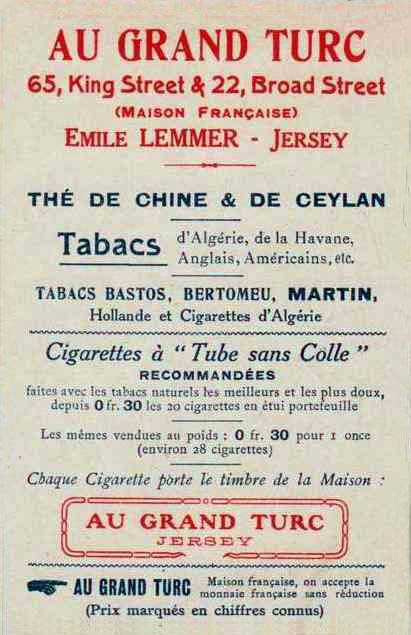 AU GRAND TURC
65, King Street & 22, Broad Street
(MAISON FRANÇAISE)
EMILE LEMMER - JERSEY
THÉ DE CHINE & DE CEYLAN
Tabacs d'Algérie, de la Havane,
Anglais, Américains, etc.
TABACS BASTOS, BERTOMEU, MARTIN,
Hollande et Cigarettes d'Algérie
Cigarettes à " Tube sans Colle "
RECOMMANDÉES
faites avec les tabacs naturels les meilleurs et les plus doux,
depuis 0 fr. 30 les 20 cigarettes en étui portefeuille
Les mêmes vendues au poids : 0 fr. 30 pour 1 once
(environ 28 cigarettes)
Chaque Cigarette porte le timbre de la Maison :
AU GRAND TURC
JERSEY
AU GRAND TURC Maison française, on accepte la
monnaie française sans réduction
(Prix marqués en chiffres connus)